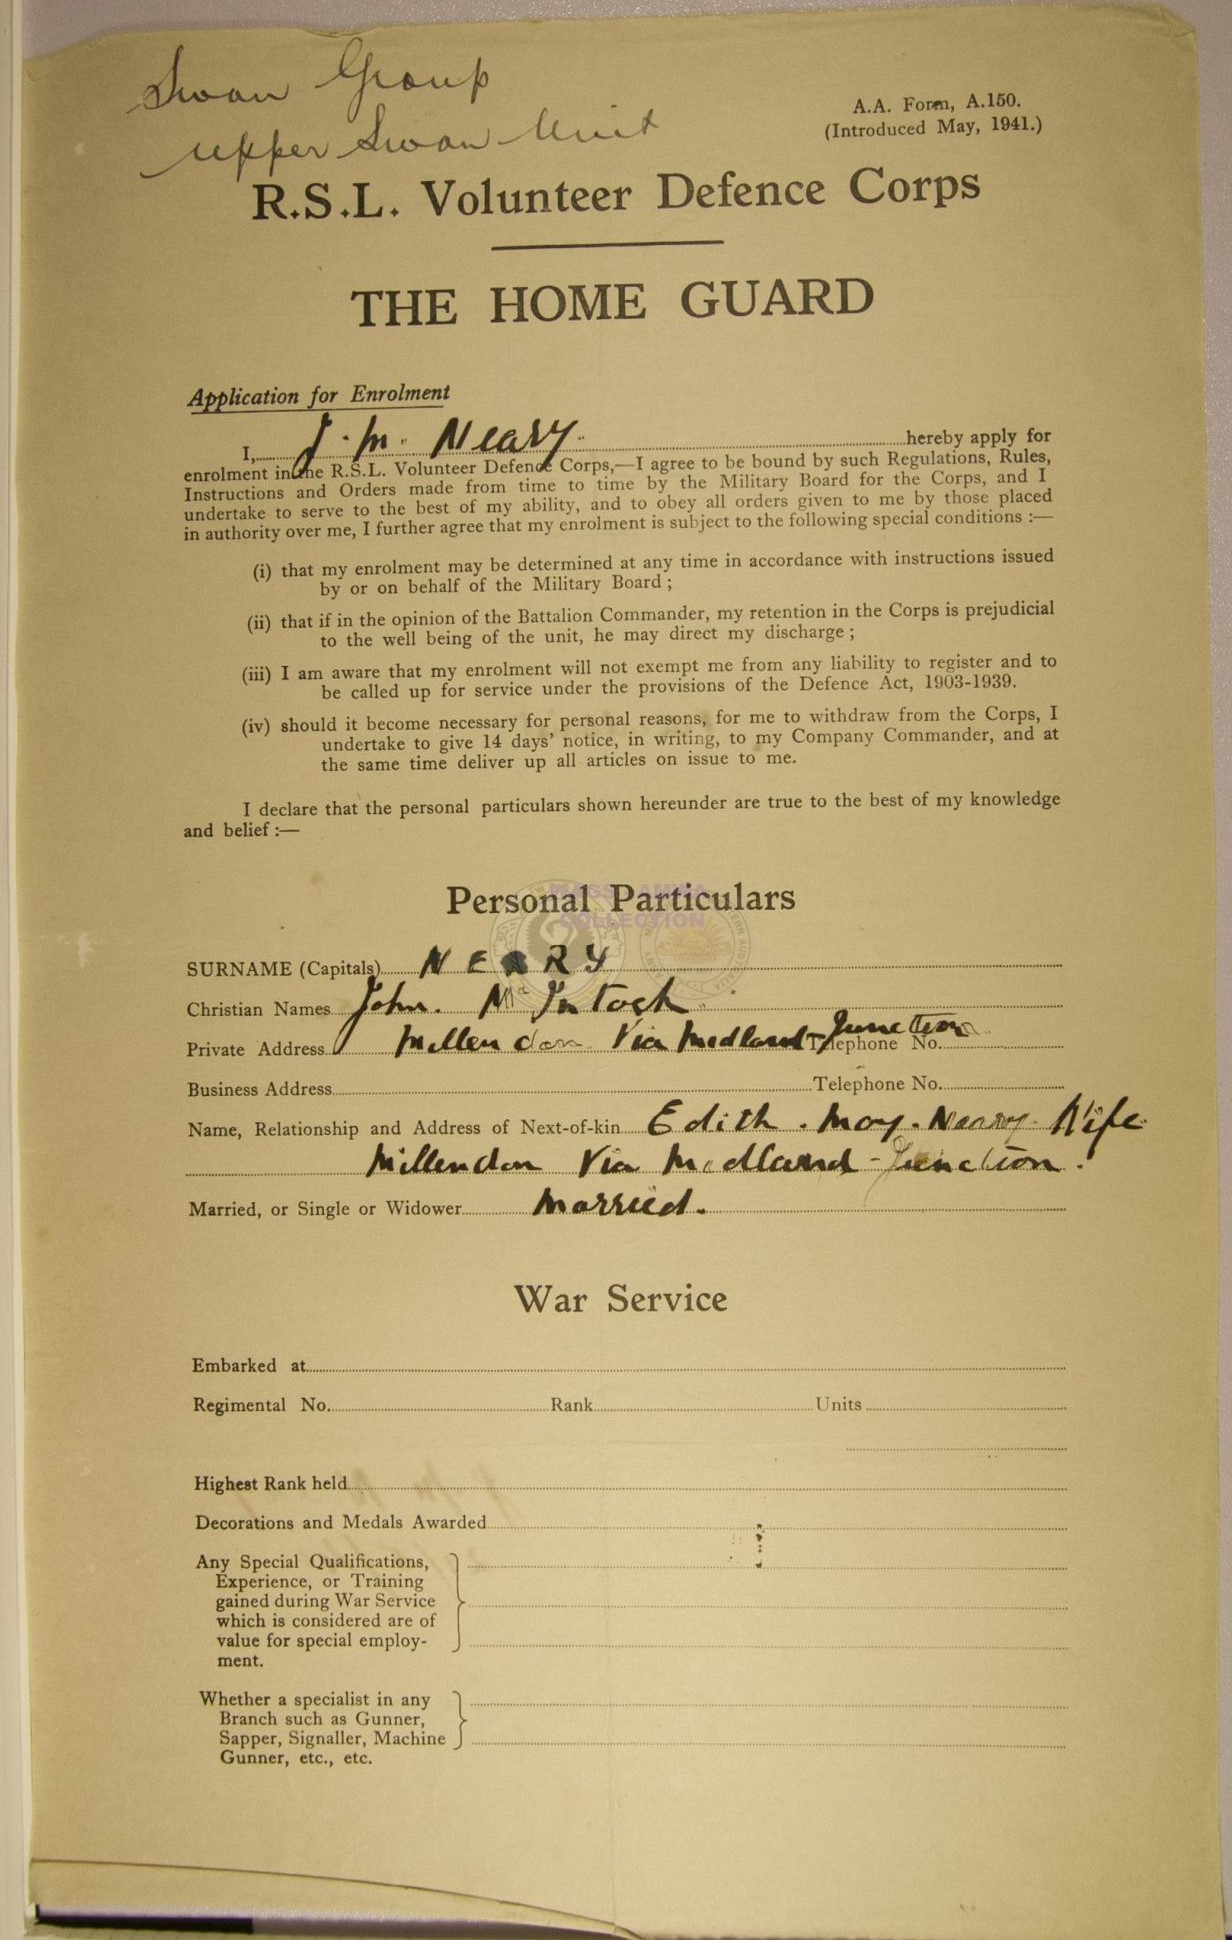 Swan Group
upper Swan Unit
A.A. Form, A.150.
(Introduced May, 1941.)
R.S.L. Volunteer Defence Corps
THE HOME GUARD
Application for Enrolment
I, J. M. Neary hereby apply for
enrolment in the R.S.L. Volunteer Defence Corps,—I agree to be bound by such Regulations, Rules,
Instructions and Orders made from time to time by the Military Board for the Corps, and I
undertake to serve to the best of my ability, and to obey all orders given to me by those placed
in authority over me, I further agree that my enrolment is subject to the following special conditions :—
(i) that my enrolment may be determined at any time in accordance with instructions issued
by or on behalf of the Military Board ;
(ii) that if in the opinion of the Battalion Commander, my retention in the Corps is prejudicial
to the well being of the unit, he may direct my discharge ;
(iii) I am aware that my enrolment will not exempt me from any liability to register and to
be called up for service under the provisions of the Defence Act, 1903-1939.
(iv) should it become necessary for personal reasons, for me to withdraw from the Corps, I
undertake to give 14 days' notice, in writing, to my Company Commander, and at
the same time deliver up all articles on issue to me.
I declare that the personal particulars shown hereunder are true to the best of my knowledge
and belief :—
Personal Particulars
COLLECTION
SURNAME (Capitals) NEARY
Christian Names John. McIntosh
Private Address Millendon Via Midland Junction Telephone No.
Business Address Telephone No.
Name, Relationship and Address of Next-of-kin Edith. May. Neary. Wife
Millendon Via Midland-Junction.
Married, or Single or Widower Married.
War Service
Embarked at
Regimental No. Rank Units
Highest Rank held
Decorations and Medals Awarded
Any Special Qualifications,
Experience, or Training
gained during War Service
which is considered are of
value for special employ-
ment.
Whether a specialist in any
Branch such as Gunner,
Sapper, Signaller, Machine
Gunner, etc., etc.